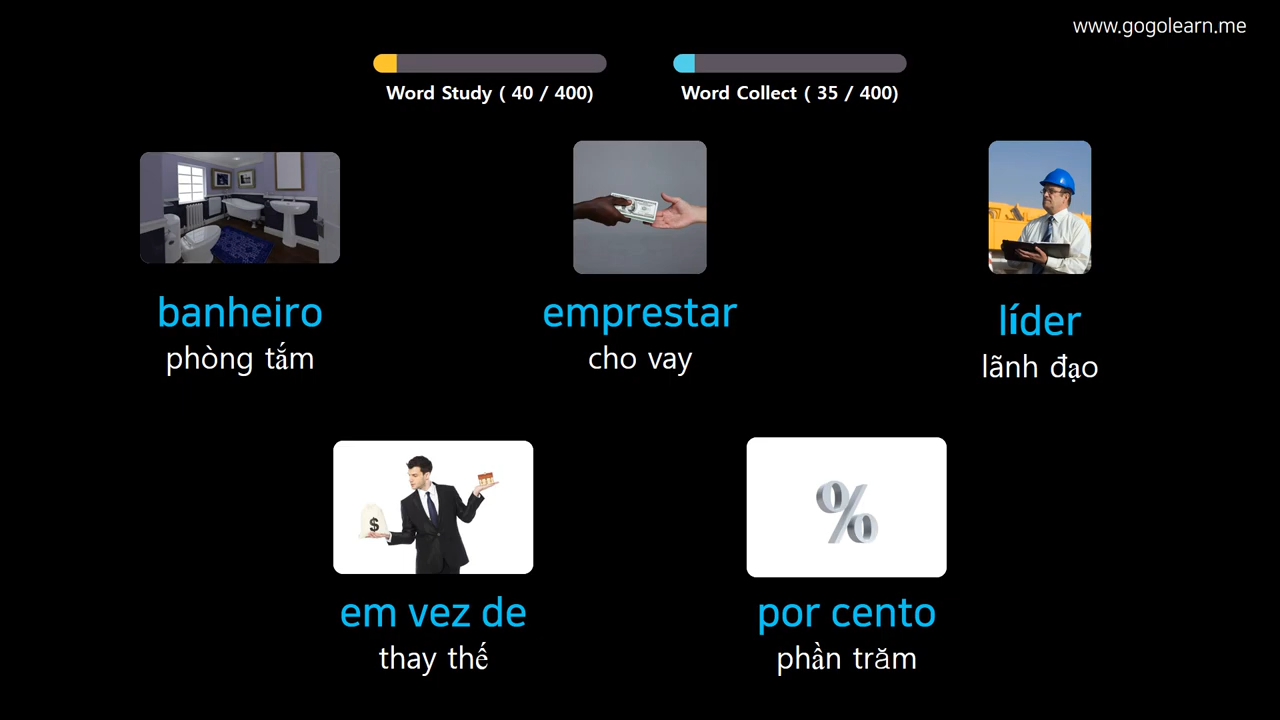 www.gogolearn.me
Word Study ( 40 / 400)
Word Collect ( 35 / 400)
banheiro
phòng tắm
emprestar
cho vay
líder
lãnh đạo
$
em vez de
thay thế
%
por cento
phần trăm